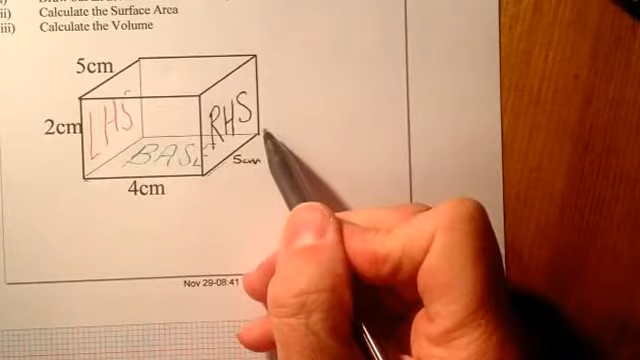 ii) Calculate the Surface Area
iii) Calculate the Volume
5cm
2cm
LHS
RHS
BASE
5cm
4cm
Nov 29-08:41